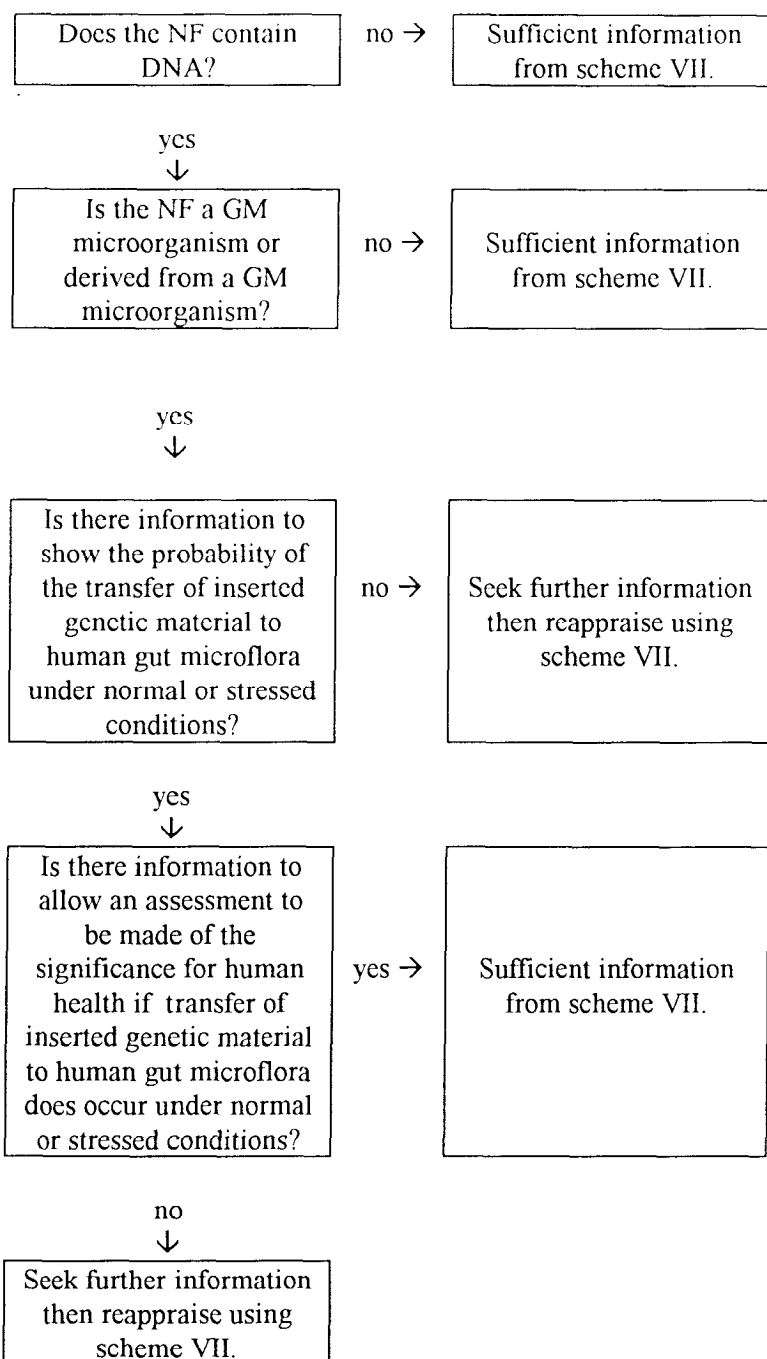 Does the NF contain
DNA?
no →
Sufficient information
from scheme VII.
yes
↓
Is the NF a GM
microorganism or
derived from a GM
microorganism?
no →
Sufficient information
from scheme VII.
yes
↓
Is there information to
show the probability of
the transfer of inserted
genetic material to
human gut microflora
under normal or stressed
conditions?
no →
Seek further information
then reappraise using
scheme VII.
yes
↓
Is there information to
allow an assessment to
be made of the
significance for human
health if transfer of
inserted genetic material
to human gut microflora
does occur under normal
or stressed conditions?
yes →
Sufficient information
from scheme VII.
no
↓
Seek further information
then reappraise using
scheme VII.